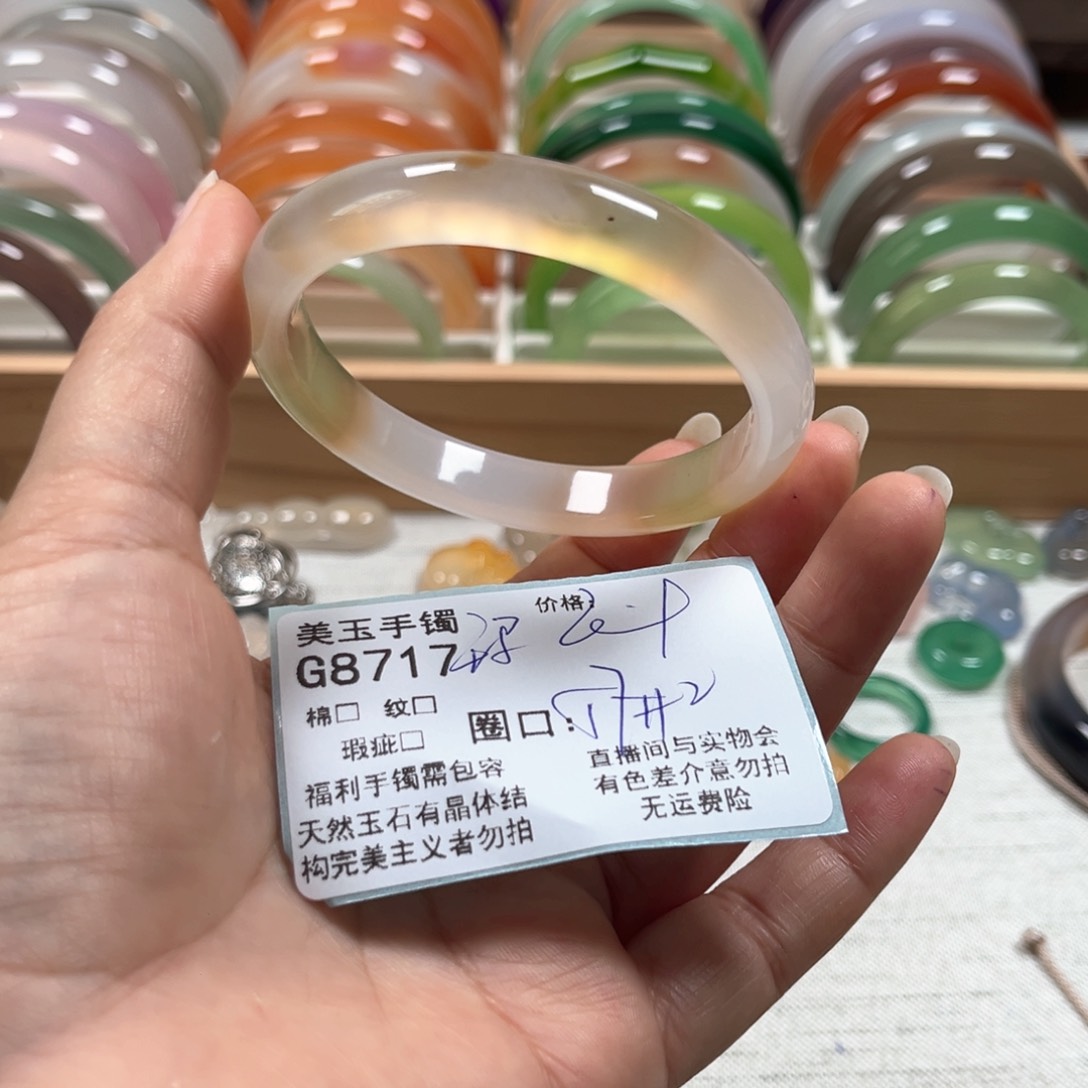 美玉手镯
价格:
G8717
棉□ 纹□
圈口:
瑕疵□
福利手镯需包容
天然玉石有晶体结
构完美主义者勿拍
直播间与实物会
有色差介意勿拍
无运费险